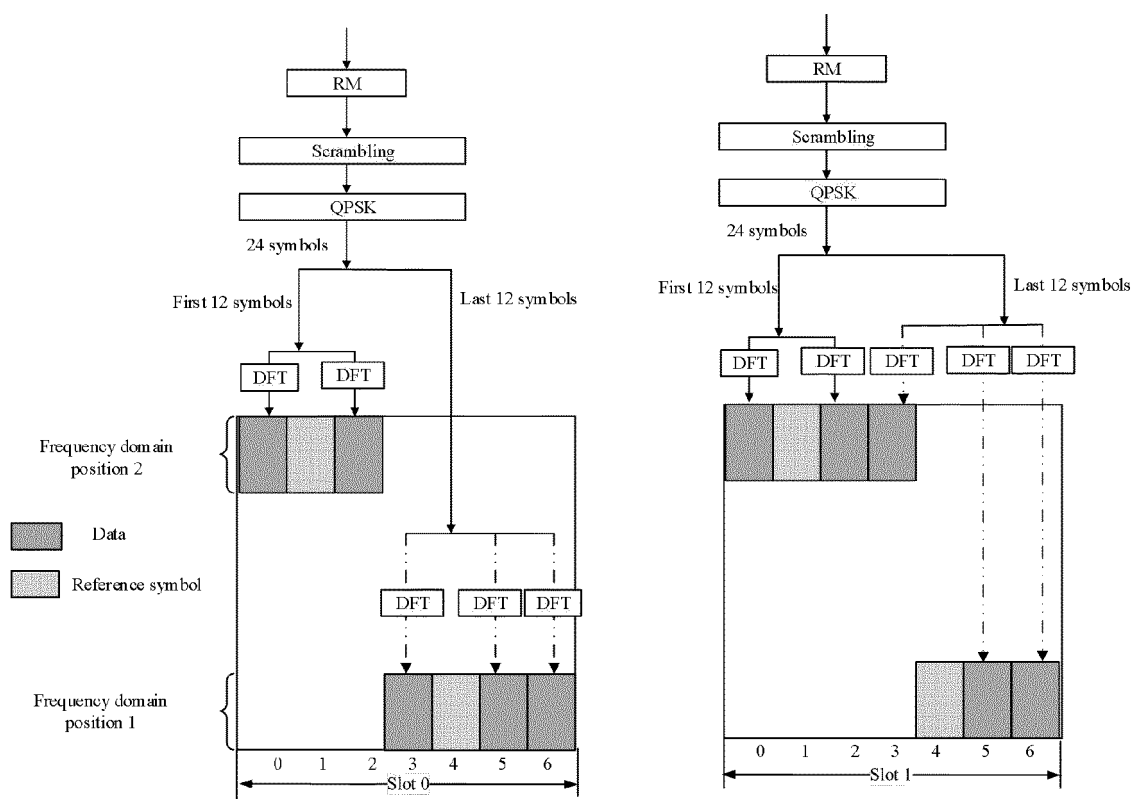 RM
Scrambling
QPSK
24 symbols
First 12 symbols
Last 12 symbols
DFT
DFT
Frequency domain
position 2
Data
Reference symbol
DFT
DFT
DFT
Frequency domain
position 1
0 1 2 3 4 5 6
Slot 0
RM
Scrambling
QPSK
24 symbols
First 12 symbols
Last 12 symbols
DFT
DFT
DFT
DFT
DFT
0 1 2 3 4 5 6
Slot 1